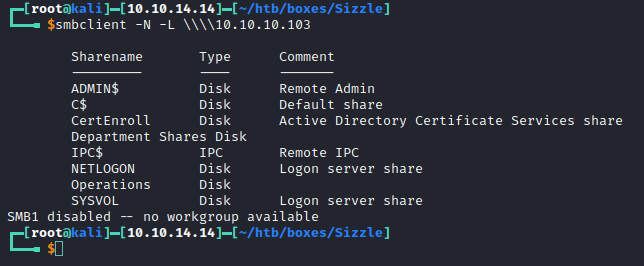 ┌─[root@kali]─[10.10.14.14]─[~/htb/boxes/Sizzle]
└──╼ $smbclient -N -L \\\\10.10.10.103

Sharename       Type      Comment
---------       ----      -------
ADMIN$          Disk      Remote Admin
C$              Disk      Default share
CertEnroll      Disk      Active Directory Certificate Services share
Department Shares Disk
IPC$            IPC       Remote IPC
NETLOGON        Disk      Logon server share
Operations      Disk
SYSVOL          Disk      Logon server share
SMB1 disabled -- no workgroup available
┌─[root@kali]─[10.10.14.14]─[~/htb/boxes/Sizzle]
└──╼ $